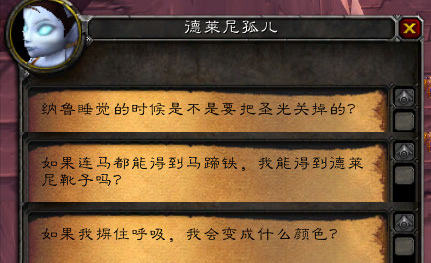 德莱尼孤儿
纳鲁睡觉的时候是不是要把圣光关掉的?
如果连马都能得到马蹄铁，我能得到德莱
尼靴子吗?
如果我摒住呼吸，我会变成什么颜色?